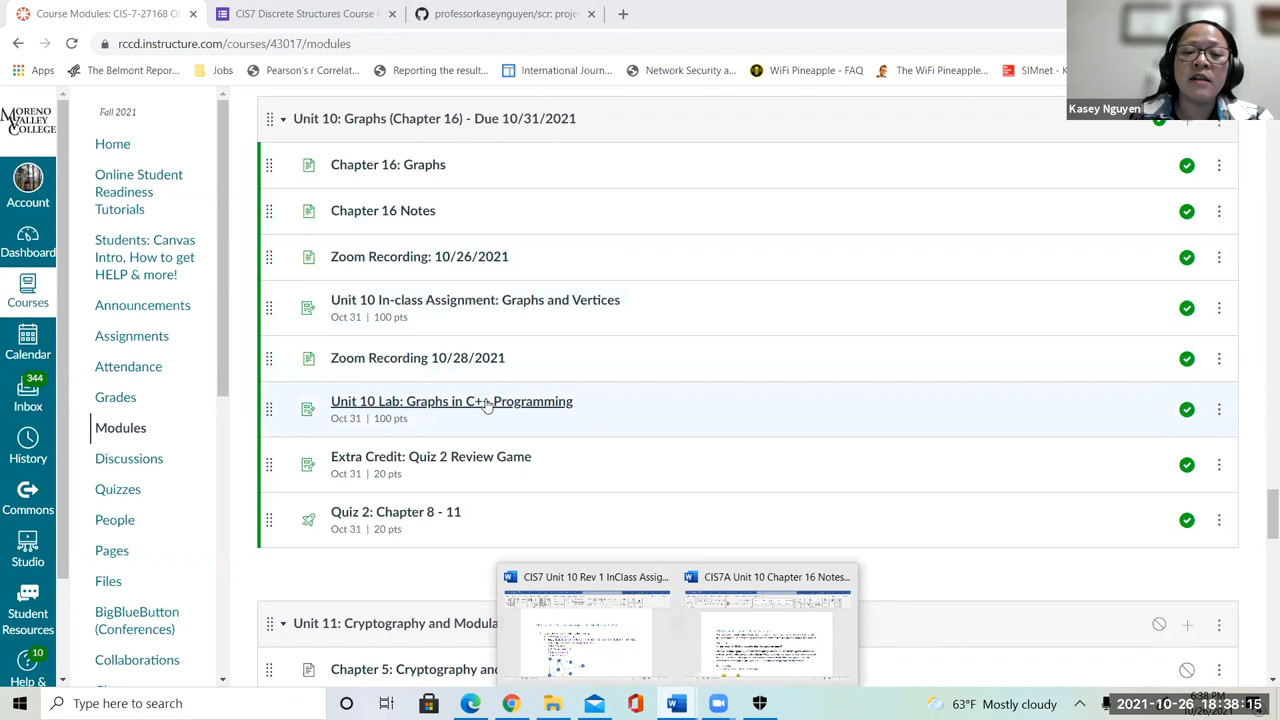 Course Modules: CIS-7-27168 Ol
CIS7 Discrete Structures Course
professorkaseynguyen/scr: proje
rccd.instructure.com/courses/43017/modules
Apps
The Belmont Repor...
Jobs
Pearson's r Correlat...
Reporting the result...
International Journ...
Network Security a...
WiFi Pineapple - FAQ
The WiFi Pineapple...
SIMnet -
Kasey Nguyen
MORENO
VALLEY
COLLEGE
Account
Dashboard
Courses
Calendar
344
Inbox
History
Commons
Studio
Student
Resources
10
Help &
Fall 2021
Home
Online Student
Readiness
Tutorials
Students: Canvas
Intro, How to get
HELP & more!
Announcements
Assignments
Attendance
Grades
Modules
Discussions
Quizzes
People
Pages
Files
BigBlueButton
(Conferences)
Collaborations
Unit 10: Graphs (Chapter 16) - Due 10/31/2021
Chapter 16: Graphs
Chapter 16 Notes
Zoom Recording: 10/26/2021
Unit 10 In-class Assignment: Graphs and Vertices
Oct 31 | 100 pts
Zoom Recording 10/28/2021
Unit 10 Lab: Graphs in C++ Programming
Oct 31 | 100 pts
Extra Credit: Quiz 2 Review Game
Oct 31 | 20 pts
Quiz 2: Chapter 8 - 11
Oct 31 | 20 pts
CIS7 Unit 10 Rev 1 InClass Assig...
CIS7A Unit 10 Chapter 16 Notes...
Unit 11: Cryptography and Modula
Chapter 5: Cryptography and
Type here to search
63°F Mostly cloudy
6:38 PM
2021-10-26 18:38:15